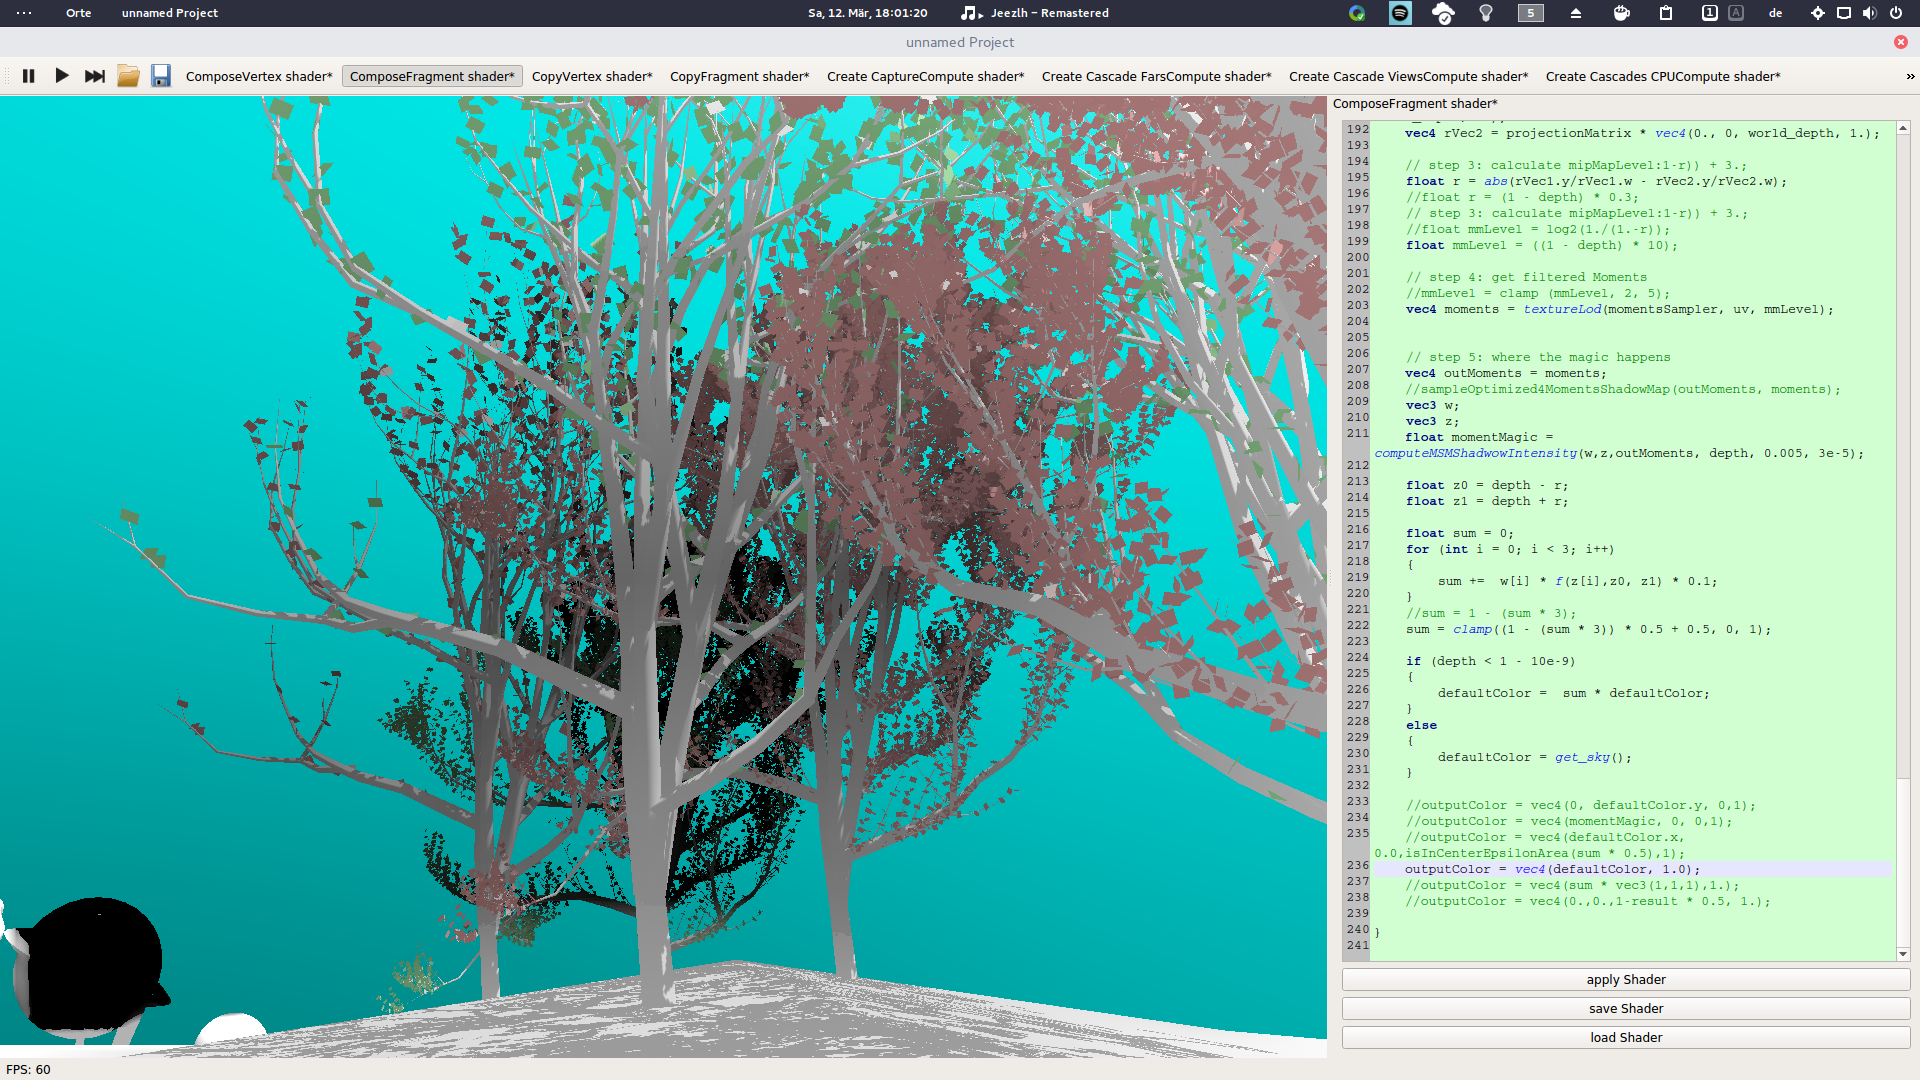 Orte unnamed Project Sa, 12. Mär, 18:01:20 Jeezlh – Remastered 5 1 A de
unnamed Project
ComposeVertex shader* ComposeFragment shader* CopyVertex shader* CopyFragment shader* Create CaptureCompute shader* Create Cascade FarsCompute shader* Create Cascade ViewsCompute shader* Create Cascades CPUCompute shader* »
ComposeFragment shader*
192 vec4 rVec2 = projectionMatrix * vec4(0., 0, world_depth, 1.);
193
194 // step 3: calculate mipMapLevel:1-r)) + 3.;
195 float r = abs(rVec1.y/rVec1.w - rVec2.y/rVec2.w);
196 //float r = (1 - depth) * 0.3;
197 // step 3: calculate mipMapLevel:1-r)) + 3.;
198 //float mmLevel = log2(1./(1.-r));
199 float mmLevel = ((1 - depth) * 10);
200
201 // step 4: get filtered Moments
202 //mmLevel = clamp (mmLevel, 2, 5);
203 vec4 moments = textureLod(momentsSampler, uv, mmLevel);
204
205
206 // step 5: where the magic happens
207 vec4 outMoments = moments;
208 //sampleOptimized4MomentsShadowMap(outMoments, moments);
209 vec3 w;
210 vec3 z;
211 float momentMagic =
computeMSMShadwowIntensity(w,z,outMoments, depth, 0.005, 3e-5);
212
213 float z0 = depth - r;
214 float z1 = depth + r;
215
216 float sum = 0;
217 for (int i = 0; i < 3; i++)
218 {
219 sum +=  w[i] * f(z[i],z0, z1) * 0.1;
220 }
221 //sum = 1 - (sum * 3);
222 sum = clamp((1 - (sum * 3)) * 0.5 + 0.5, 0, 1);
223
224 if (depth < 1 - 10e-9)
225 {
226 defaultColor =  sum * defaultColor;
227 }
228 else
229 {
230 defaultColor = get_sky();
231 }
232
233 //outputColor = vec4(0, defaultColor.y, 0,1);
234 //outputColor = vec4(momentMagic, 0, 0,1);
235 //outputColor = vec4(defaultColor.x,
0.0,isInCenterEpsilonArea(sum * 0.5),1);
236 outputColor = vec4(defaultColor, 1.0);
237 //outputColor = vec4(sum * vec3(1,1,1),1.);
238 //outputColor = vec4(0.,0.,1-result * 0.5, 1.);
239
240 }
241
apply Shader
save Shader
load Shader
FPS: 60